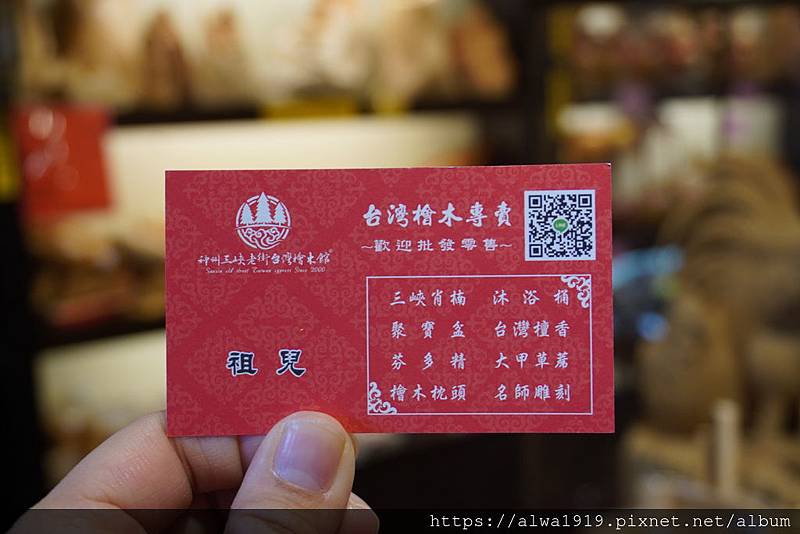 神州三峽老街台灣檜木館®
Sanxia old street Taiwan cypress Since 2000
祖兒
台灣檜木專賣
~歡迎批發零售~
三峽肖楠 沐浴桶
聚寶盆 台灣檀香
芬多精 大甲草蓆
檜木枕頭 名師雕刻
https://alwa1919.pixnet.net/album